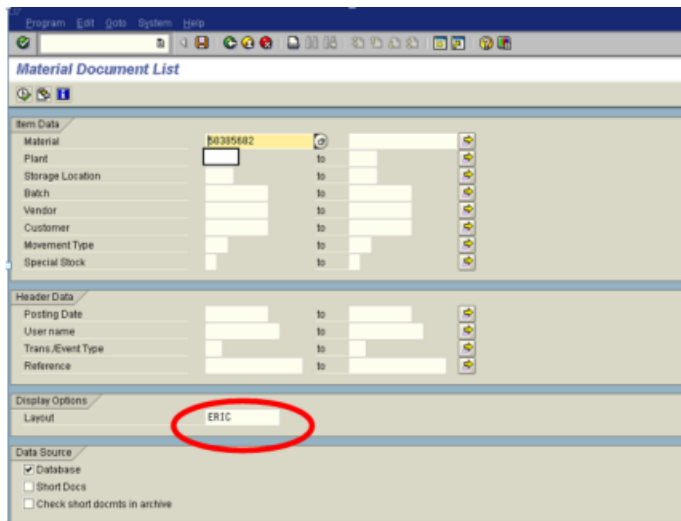 Program Edit Goto System Help
Material Document List
Item Data
Material 50385602
Plant to
Storage Location to
Batch to
Vendor to
Customer to
Movement Type to
Special Stock to
Header Data
Posting Date to
User name to
Trans./Event Type to
Reference to
Display Options
Layout ERIC
Data Source
Database
Short Docs
Check short docmts in archive